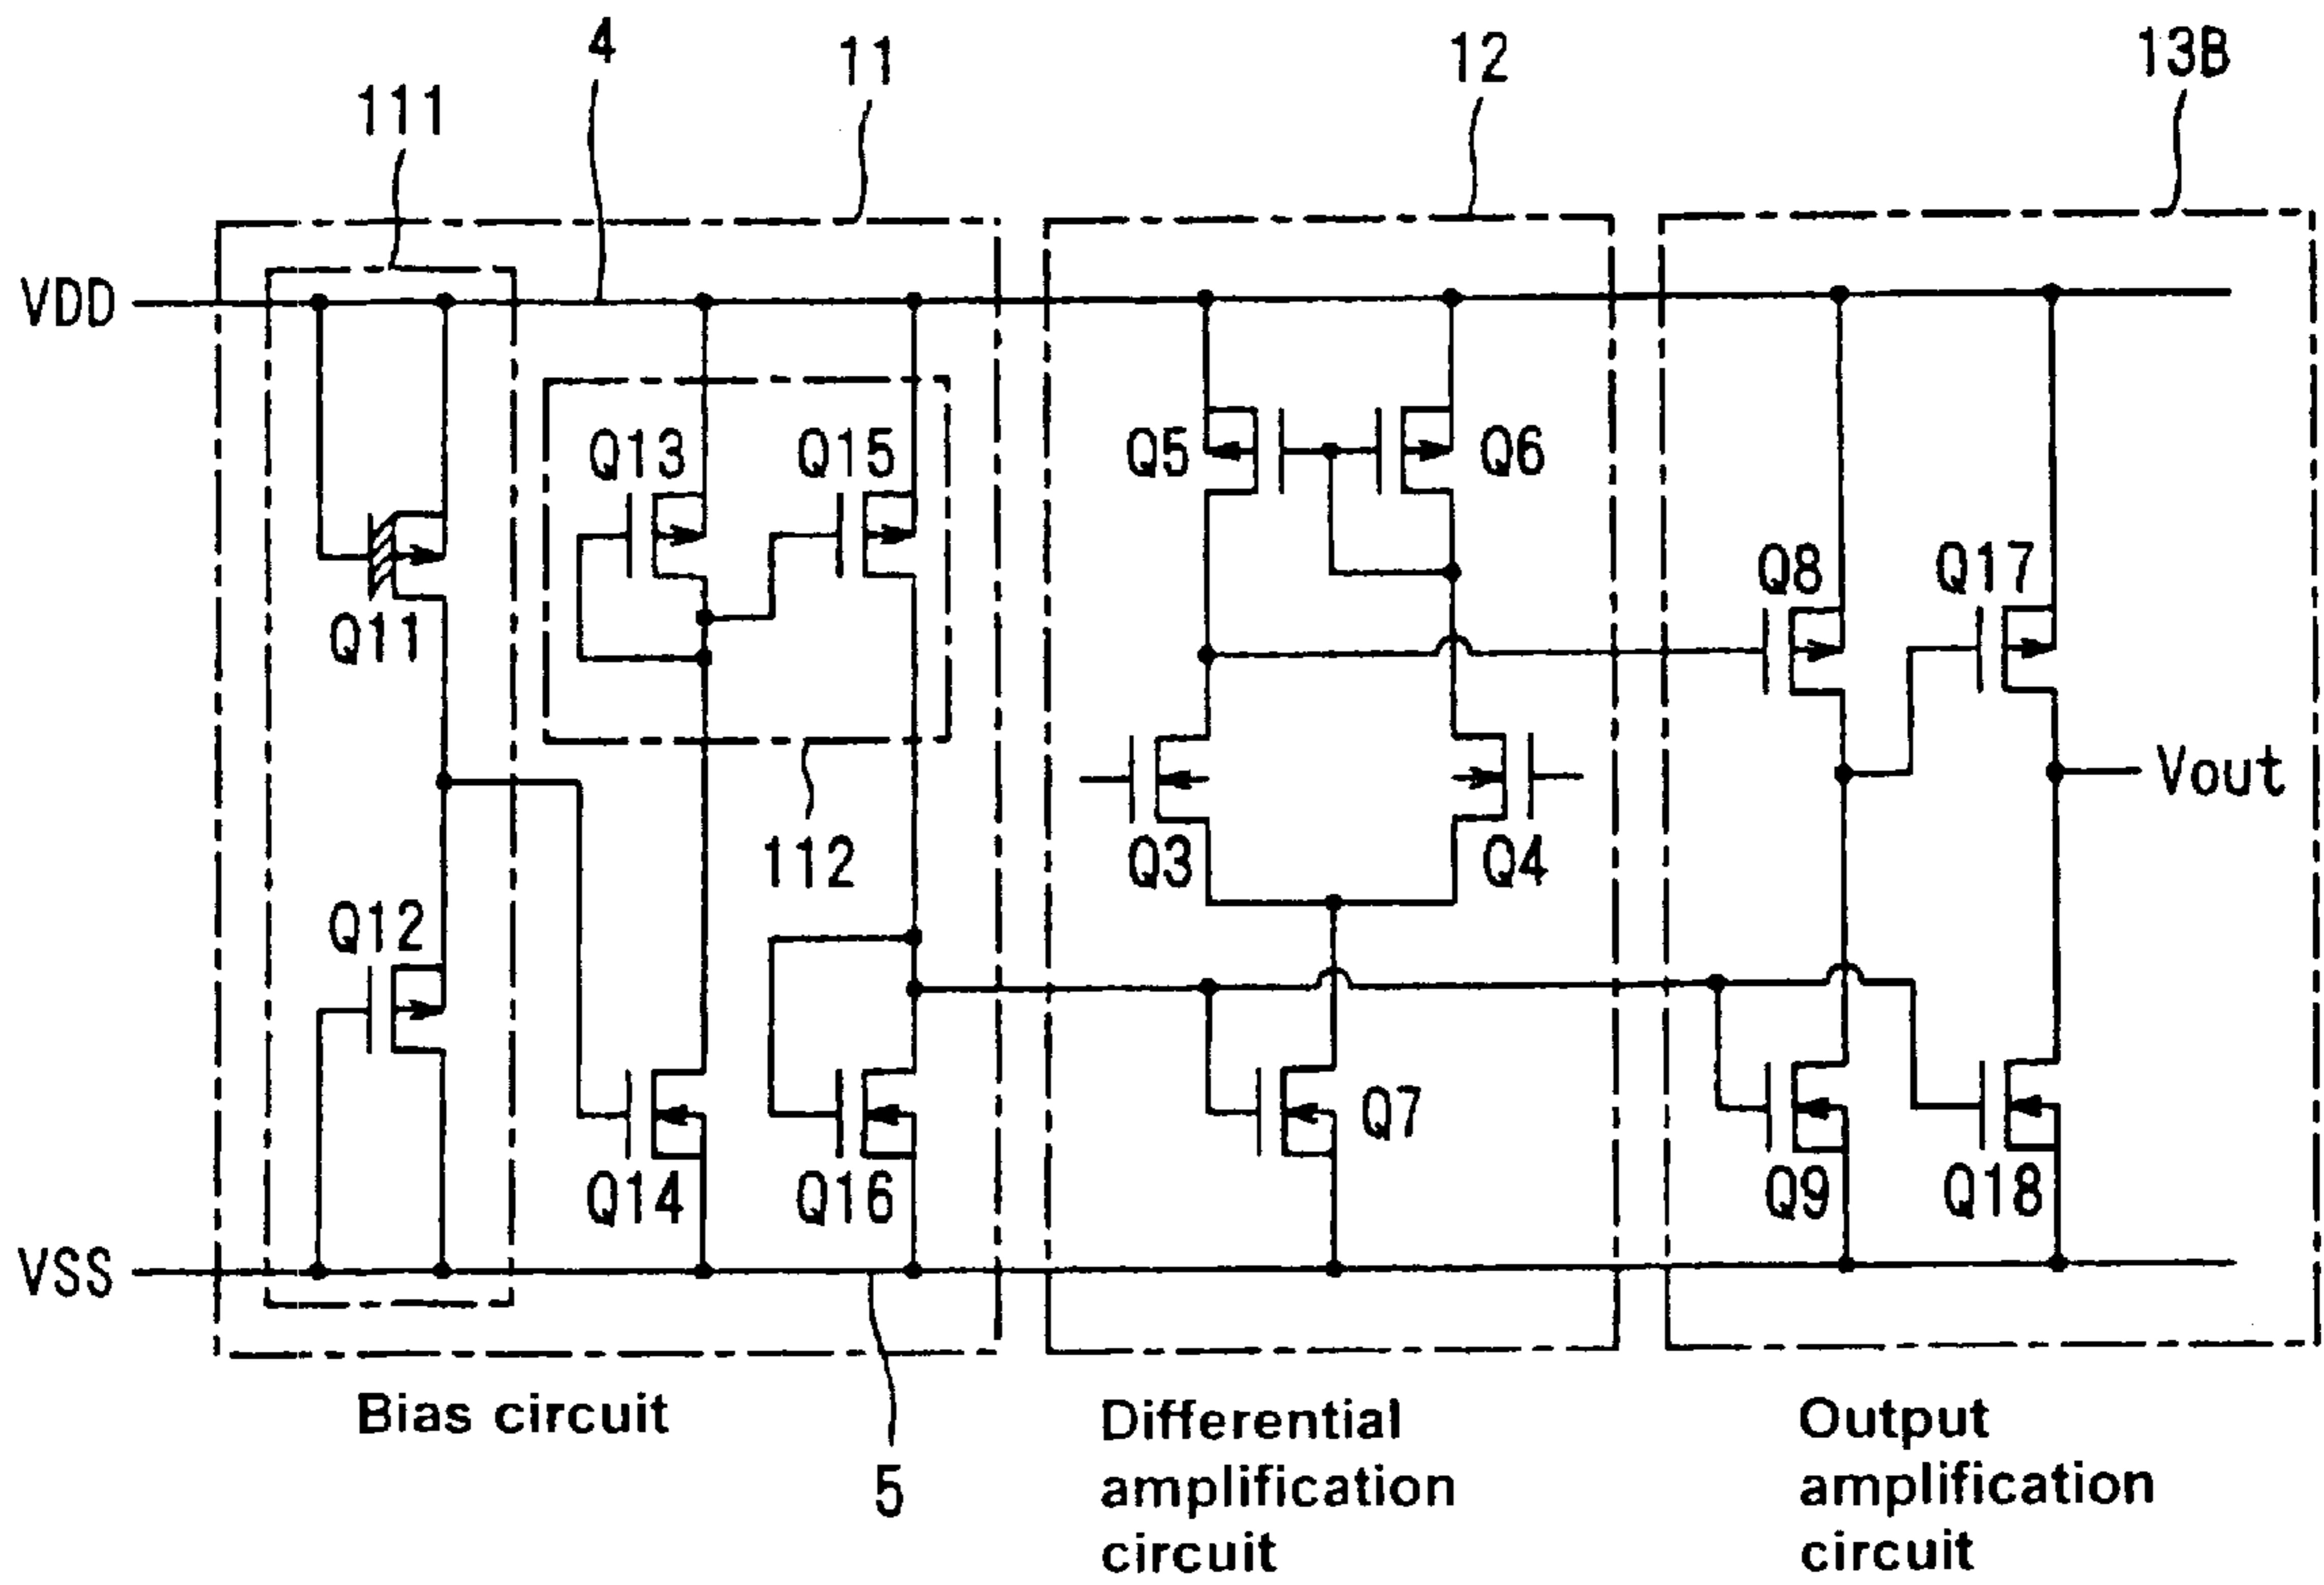 4
11
12
13B
111
VDD
Q13
Q15
Q5
Q6
Q8
Q17
Q11
Vout
112
Q3
Q4
Q12
Q7
Q14
Q16
Q9
Q18
VSS
Bias circuit
5
Differential
amplification
circuit
Output
amplification
circuit